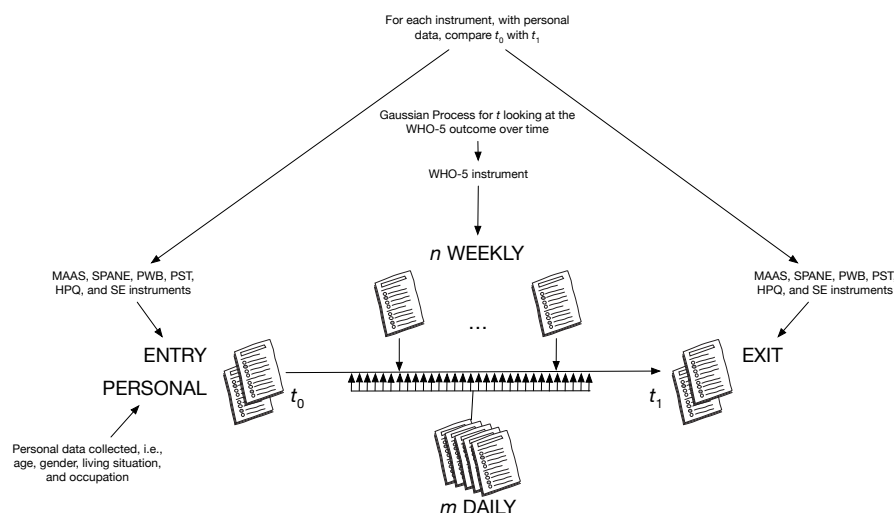 For each instrument, with personal
data, compare t0 with t1
Gaussian Process for t looking at the
WHO-5 outcome over time
WHO-5 instrument
n WEEKLY
MAAS, SPANE, PWB, PST,
HPQ, and SE instruments
MAAS, SPANE, PWB, PST,
HPQ, and SE instruments
...
ENTRY
PERSONAL
t0
t1
EXIT
Personal data collected, i.e.,
age, gender, living situation,
and occupation
m DAILY